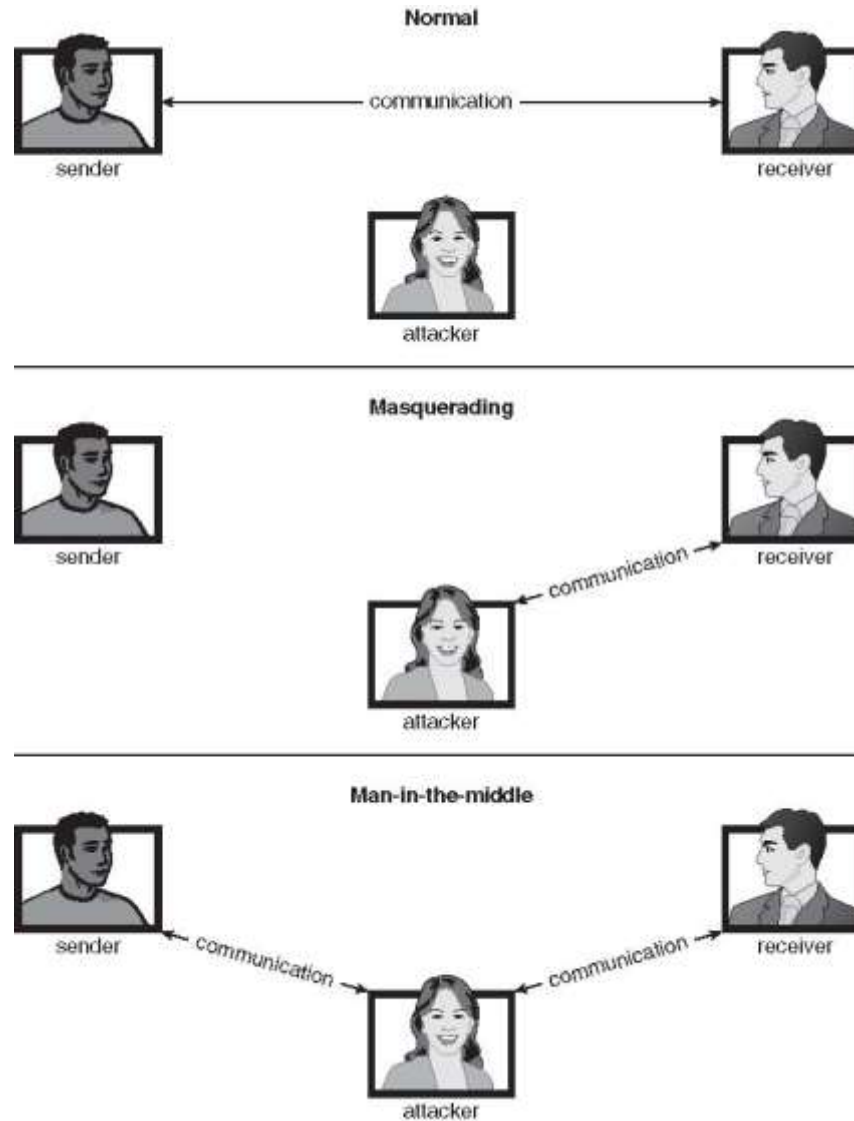 Normal
communication
sender
receiver
attacker
Masquerading
sender
communication
receiver
attacker
Man-in-the-middle
sender
communication
communication
receiver
attacker